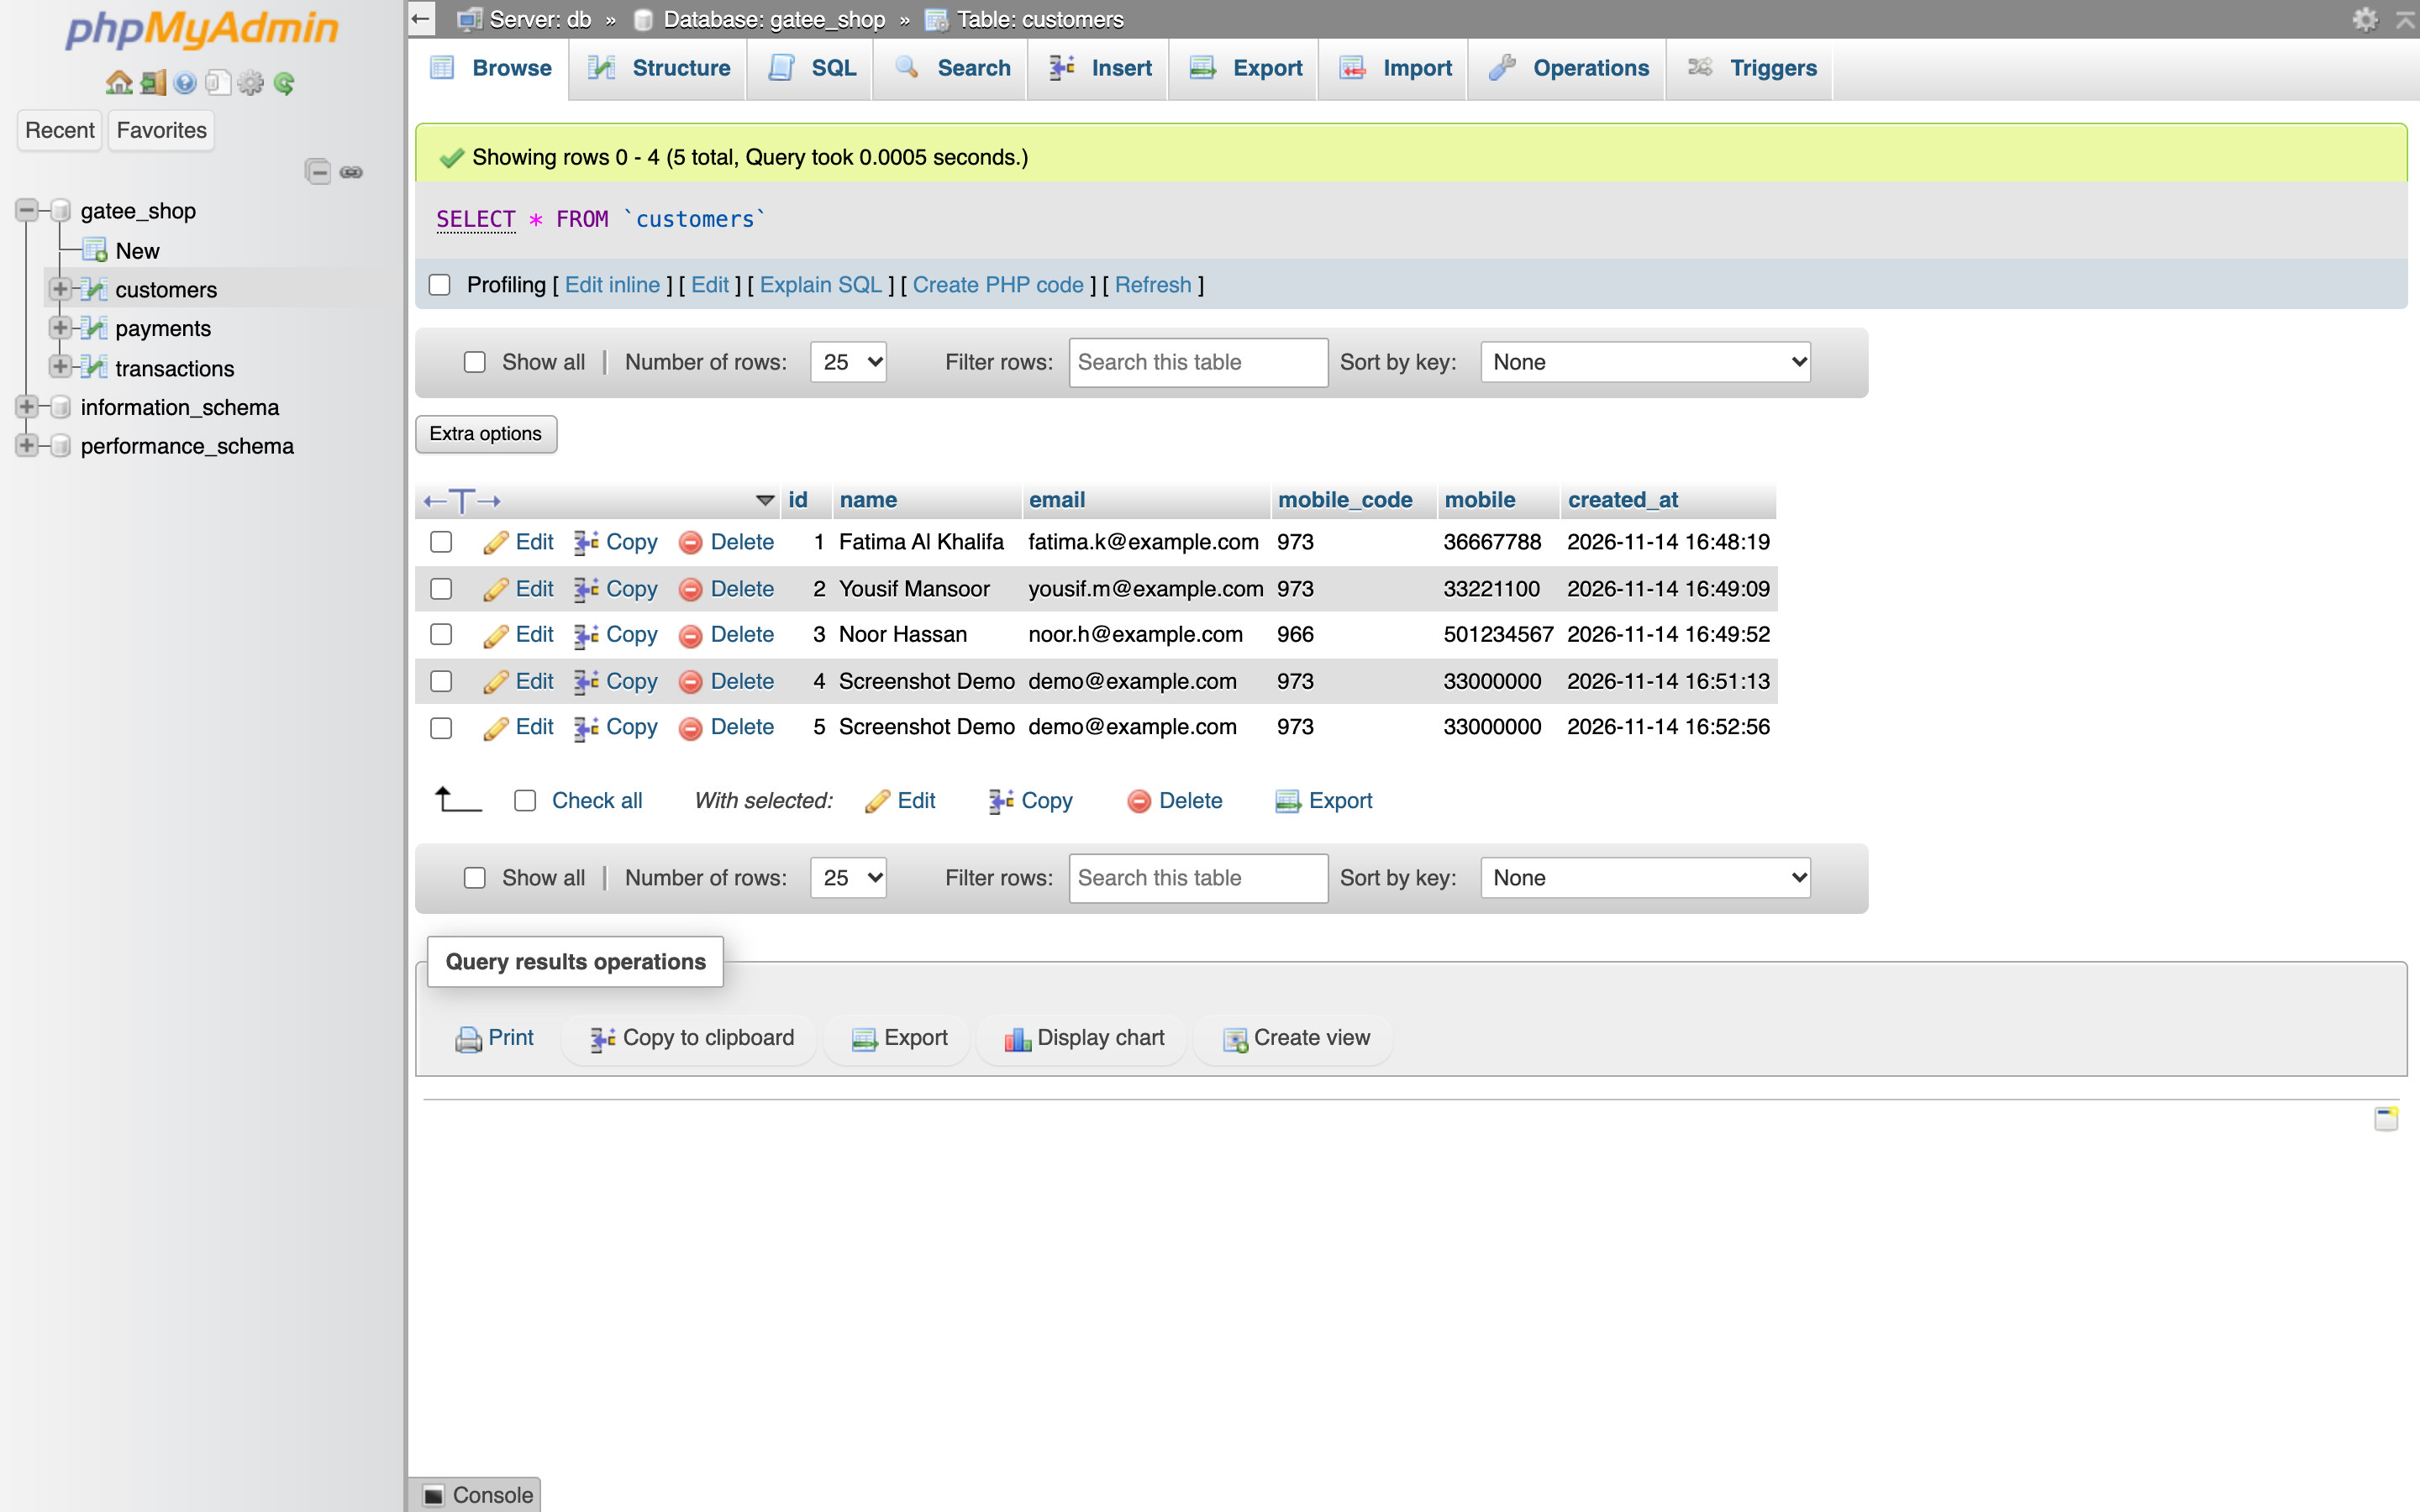 phpMyAdmin
Recent Favorites
gatee_shop
New
customers
payments
transactions
information_schema
performance_schema
Server: db » Database: gatee_shop » Table: customers
Browse Structure SQL Search Insert Export Import Operations Triggers
Showing rows 0 - 4 (5 total, Query took 0.0005 seconds.)
SELECT * FROM `customers`
Profiling [ Edit inline ] [ Edit ] [ Explain SQL ] [ Create PHP code ] [ Refresh ]
Show all | Number of rows: 25 Filter rows: Search this table Sort by key: None
Extra options
←T→ id name email mobile_code mobile created_at
Edit Copy Delete 1 Fatima Al Khalifa fatima.k@example.com 973 36667788 2026-11-14 16:48:19
Edit Copy Delete 2 Yousif Mansoor yousif.m@example.com 973 33221100 2026-11-14 16:49:09
Edit Copy Delete 3 Noor Hassan noor.h@example.com 966 501234567 2026-11-14 16:49:52
Edit Copy Delete 4 Screenshot Demo demo@example.com 973 33000000 2026-11-14 16:51:13
Edit Copy Delete 5 Screenshot Demo demo@example.com 973 33000000 2026-11-14 16:52:56
Check all With selected: Edit Copy Delete Export
Show all | Number of rows: 25 Filter rows: Search this table Sort by key: None
Query results operations
Print Copy to clipboard Export Display chart Create view
Console